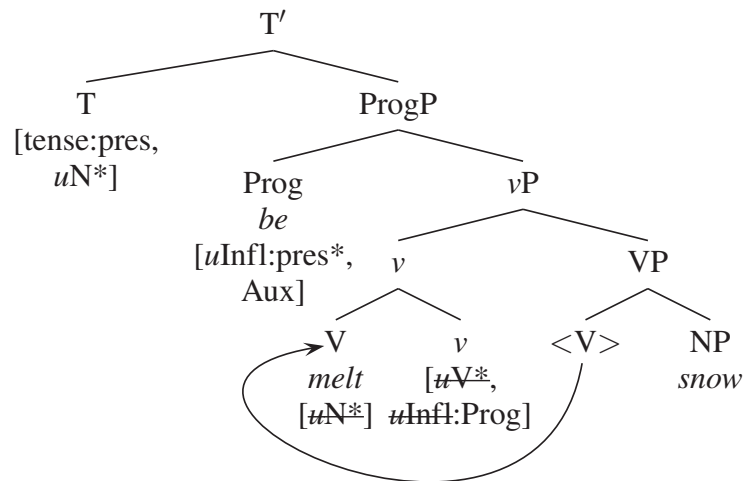 T′
T ProgP
[tense:pres,
uN*]
Prog vP
be
[uInfl:pres*, v VP
Aux]
V v <V> NP
melt [uV*, snow
[uN*] uInfl:Prog]